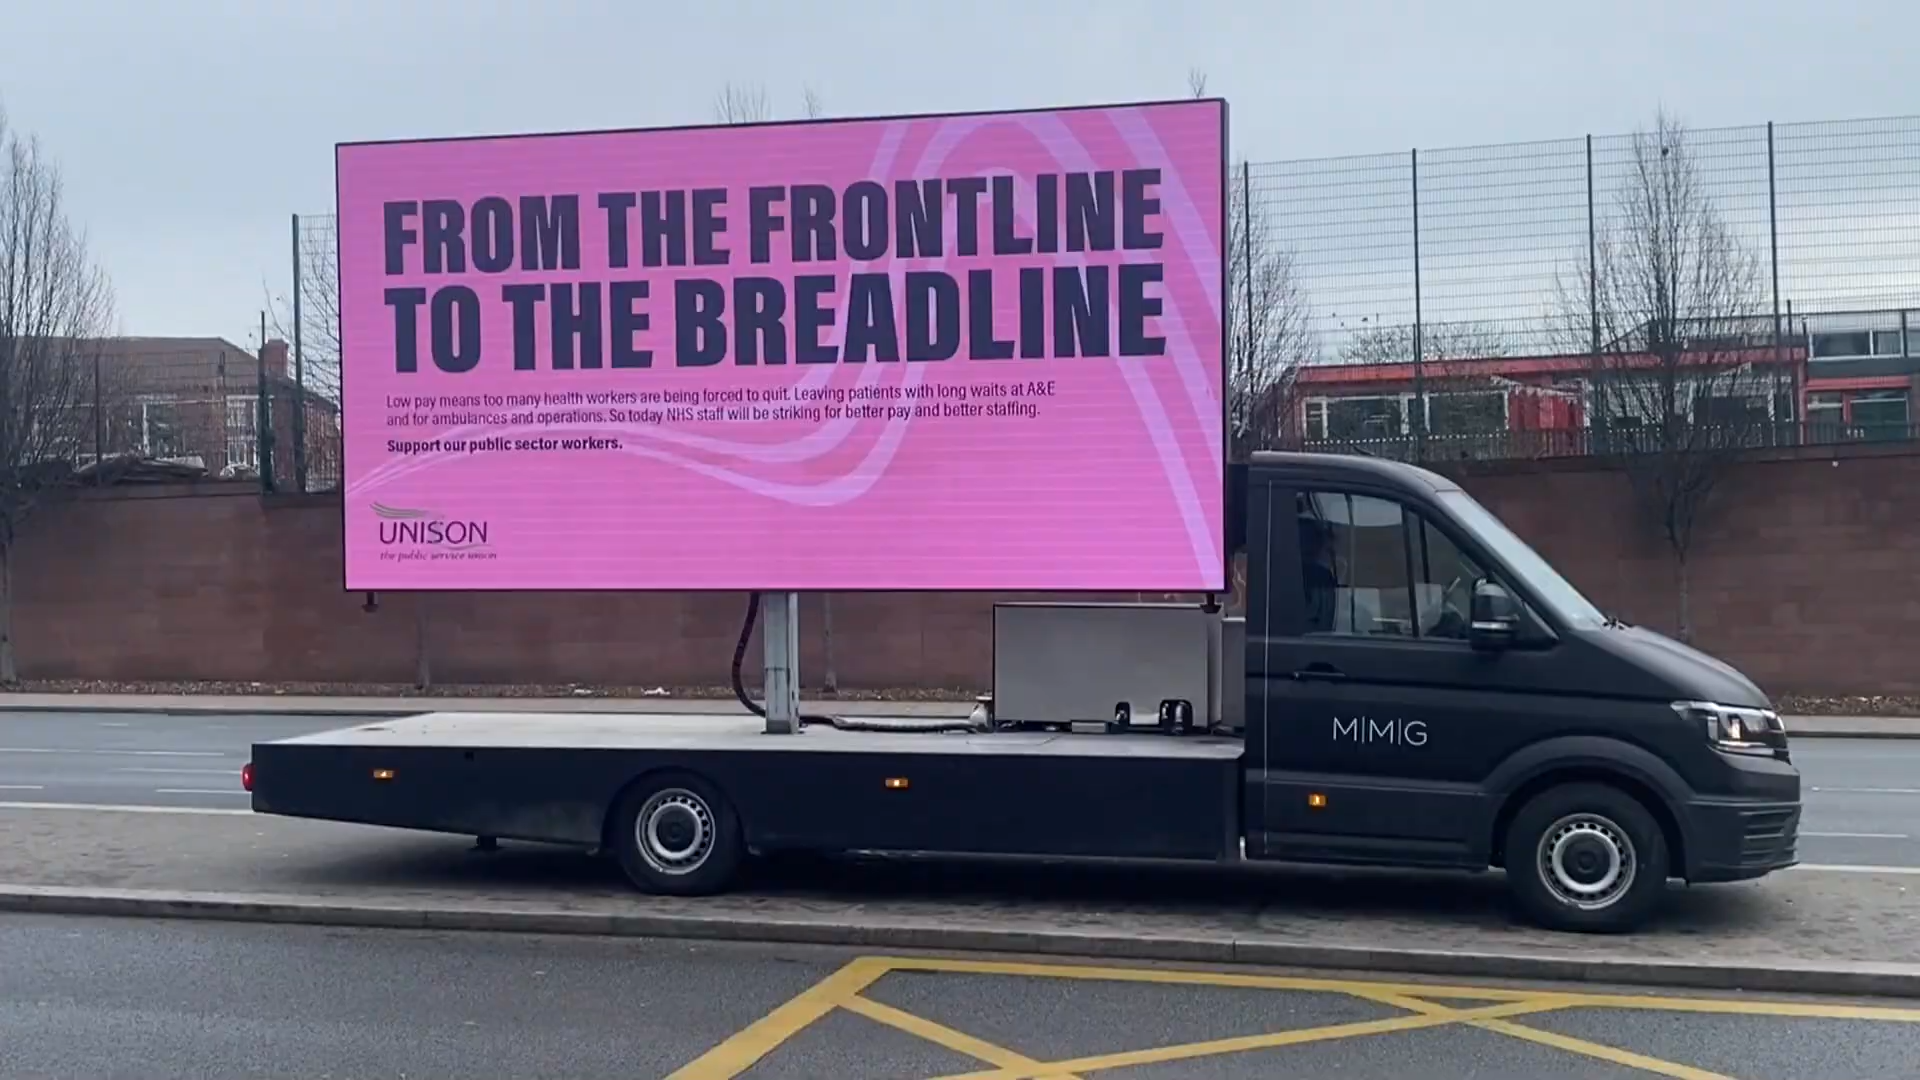 FROM THE FRONTLINE
TO THE BREADLINE
Low pay means too many health workers are being forced to quit. Leaving patients with long waits at A&E
and for ambulances and operations. So today NHS staff will be striking for better pay and better staffing.
Support our public sector workers.
UNISON
the public service union
M|M|G